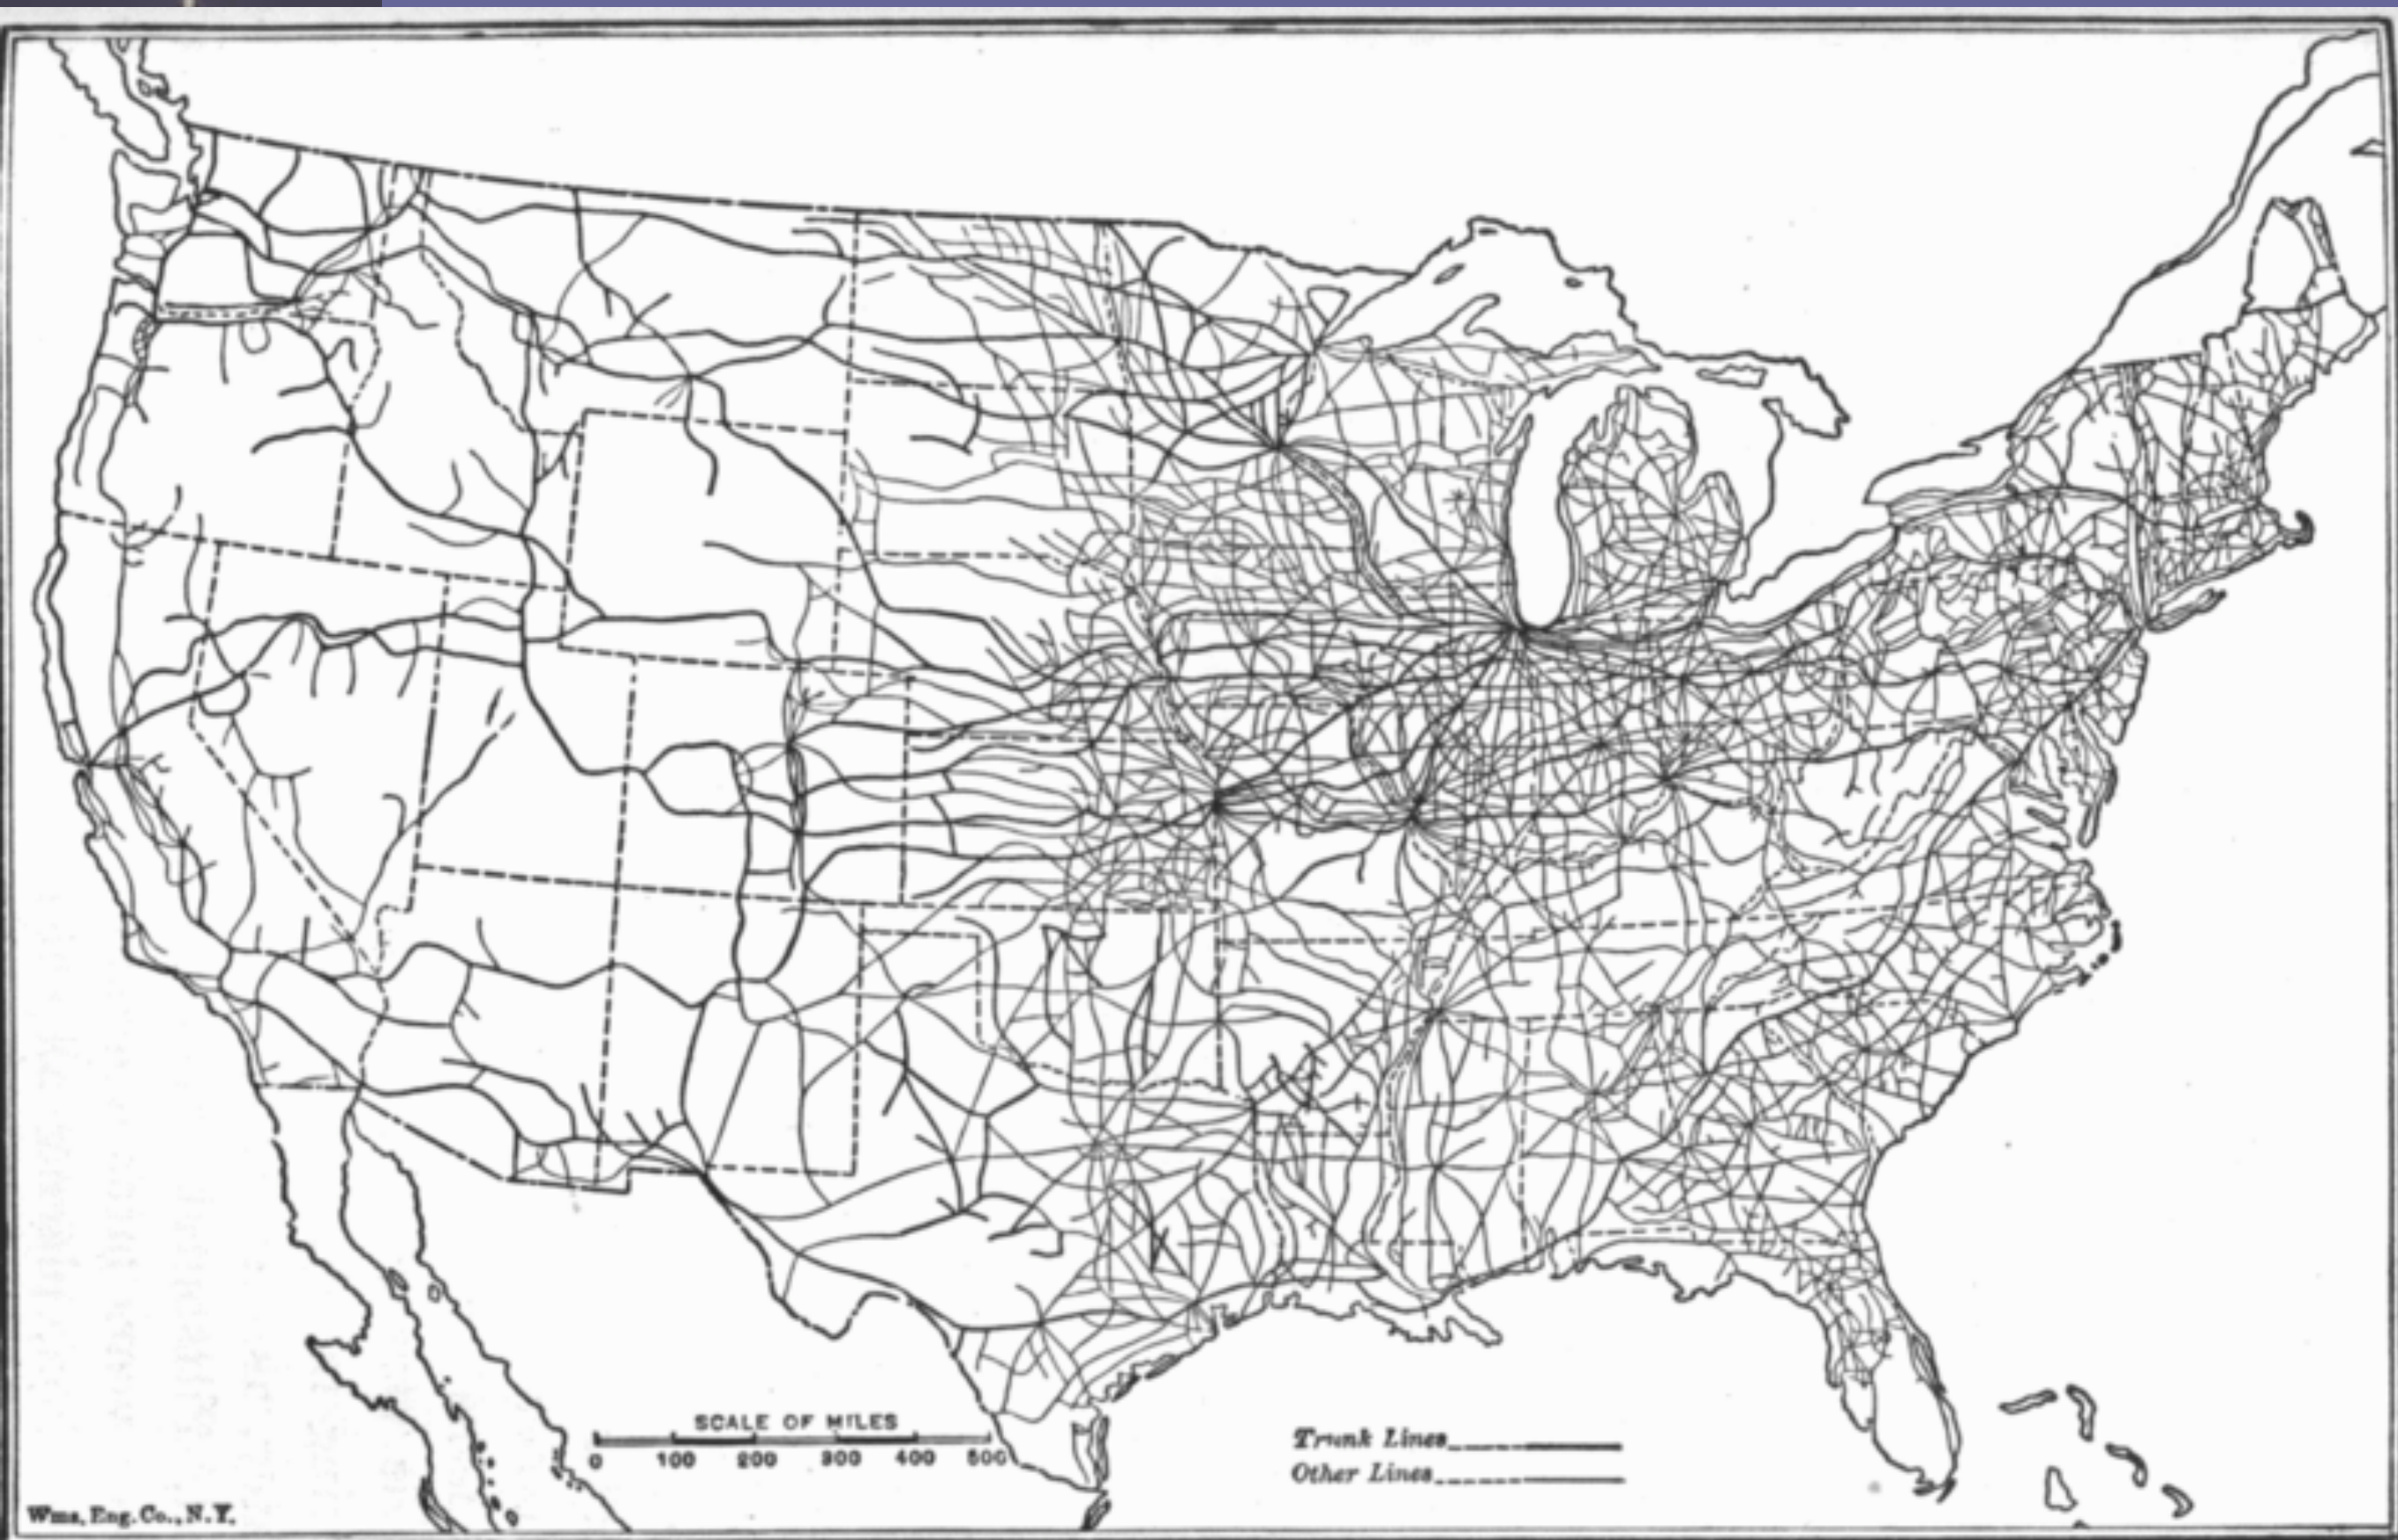 SCALE OF MILES
0 100 200 300 400 500
Trunk Lines
Other Lines
Wms. Eng. Co., N.Y.